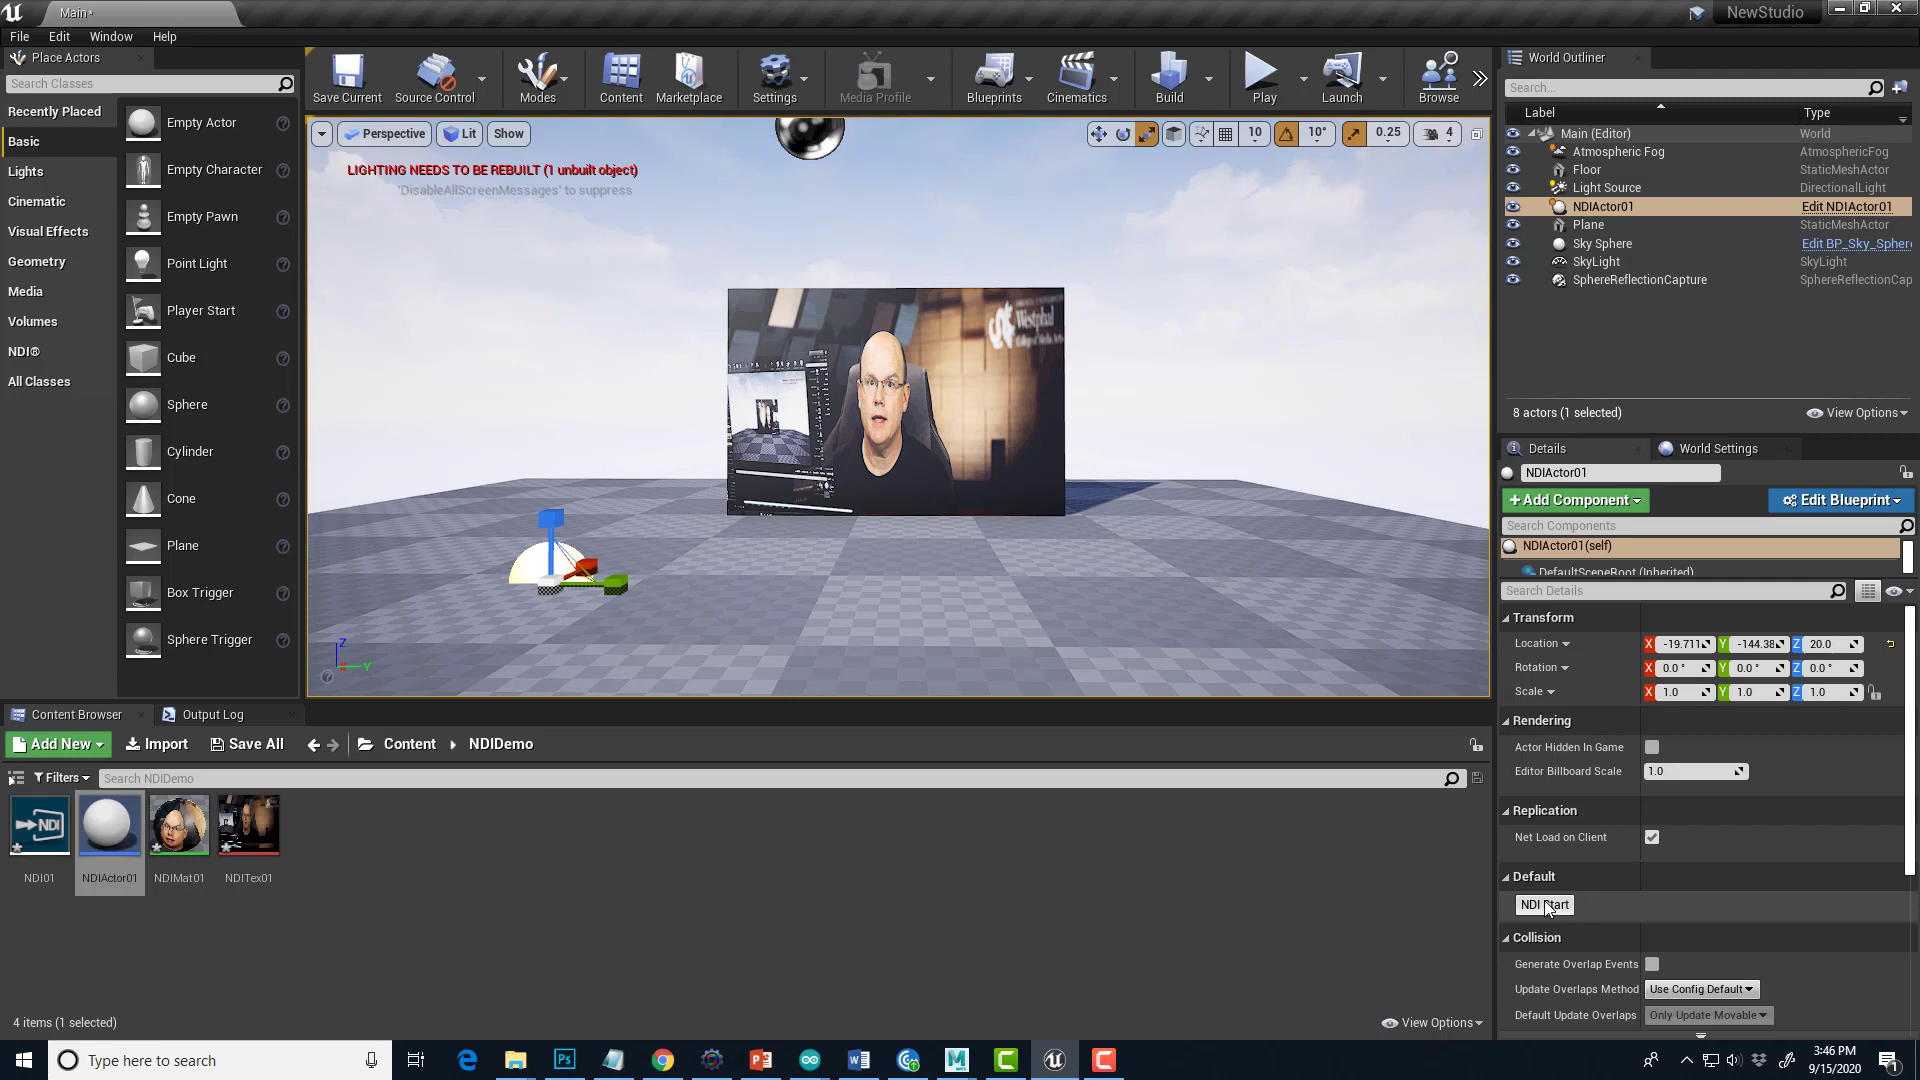 Main*
NewStudio
File Edit Window Help
Place Actors
Search Classes
Recently Placed
Basic
Lights
Cinematic
Visual Effects
Geometry
Media
Volumes
NDI®
All Classes
Empty Actor
Empty Character
Empty Pawn
Point Light
Player Start
Cube
Sphere
Cylinder
Cone
Plane
Box Trigger
Sphere Trigger
Save Current Source Control Modes Content Marketplace Settings Media Profile Blueprints Cinematics Build Play Launch Browse
Perspective Lit Show
10 10° 0.25 4
LIGHTING NEEDS TO BE REBUILT (1 unbuilt object)
'DisableAllScreenMessages' to suppress
Westphal
Z
X Y
World Outliner
Search...
Label Type
Main (Editor) World
Atmospheric Fog AtmosphericFog
Floor StaticMeshActor
Light Source DirectionalLight
NDIActor01 Edit NDIActor01
Plane StaticMeshActor
Sky Sphere Edit BP_Sky_Sphere
SkyLight SkyLight
SphereReflectionCapture SphereReflectionCap
8 actors (1 selected) View Options
Details World Settings
NDIActor01
+Add Component Edit Blueprint
Search Components
NDIActor01(self)
DefaultSceneRoot (Inherited)
Search Details
Transform
Location X -19.711 Y -144.38 Z 20.0
Rotation X 0.0 ° Y 0.0 ° Z 0.0 °
Scale X 1.0 Y 1.0 Z 1.0
Rendering
Actor Hidden In Game
Editor Billboard Scale 1.0
Replication
Net Load on Client
Default
NDI Start
Collision
Generate Overlap Events
Update Overlaps Method Use Config Default
Default Update Overlaps Only Update Movable
Content Browser Output Log
Add New Import Save All Content NDIDemo
Filters Search NDIDemo
NDI
NDI01 NDIActor01 NDIMat01 NDITex01
4 items (1 selected) View Options
Type here to search
3:46 PM
9/15/2020
1